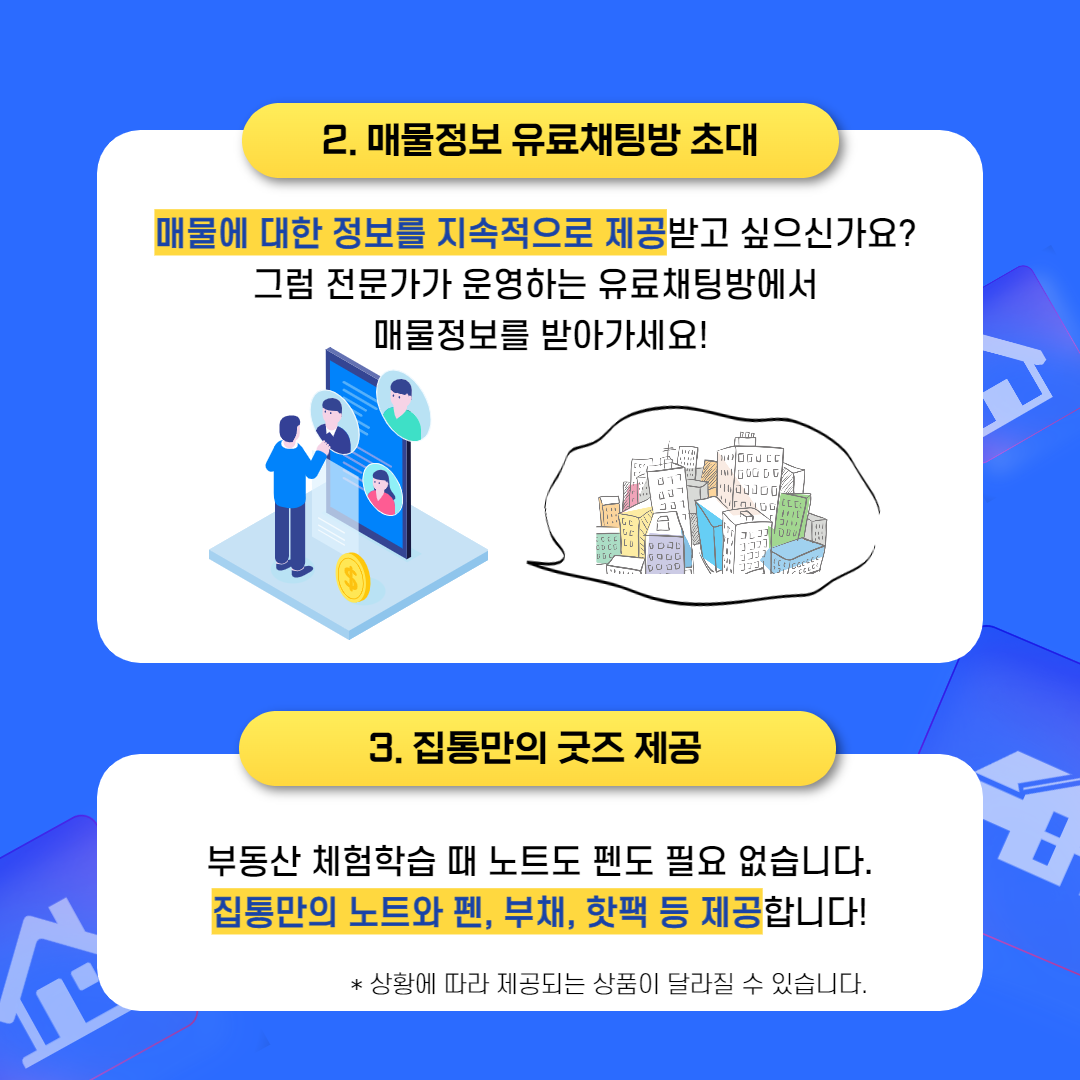 2. 매물정보 유료채팅방 초대
매물에 대한 정보를 지속적으로 제공받고 싶으신가요?
그럼 전문가가 운영하는 유료채팅방에서
매물정보를 받아가세요!
$
3. 집통만의 굿즈 제공
부동산 체험학습 때 노트도 펜도 필요 없습니다.
집통만의 노트와 펜, 부채, 핫팩 등 제공합니다!
* 상황에 따라 제공되는 상품이 달라질 수 있습니다.